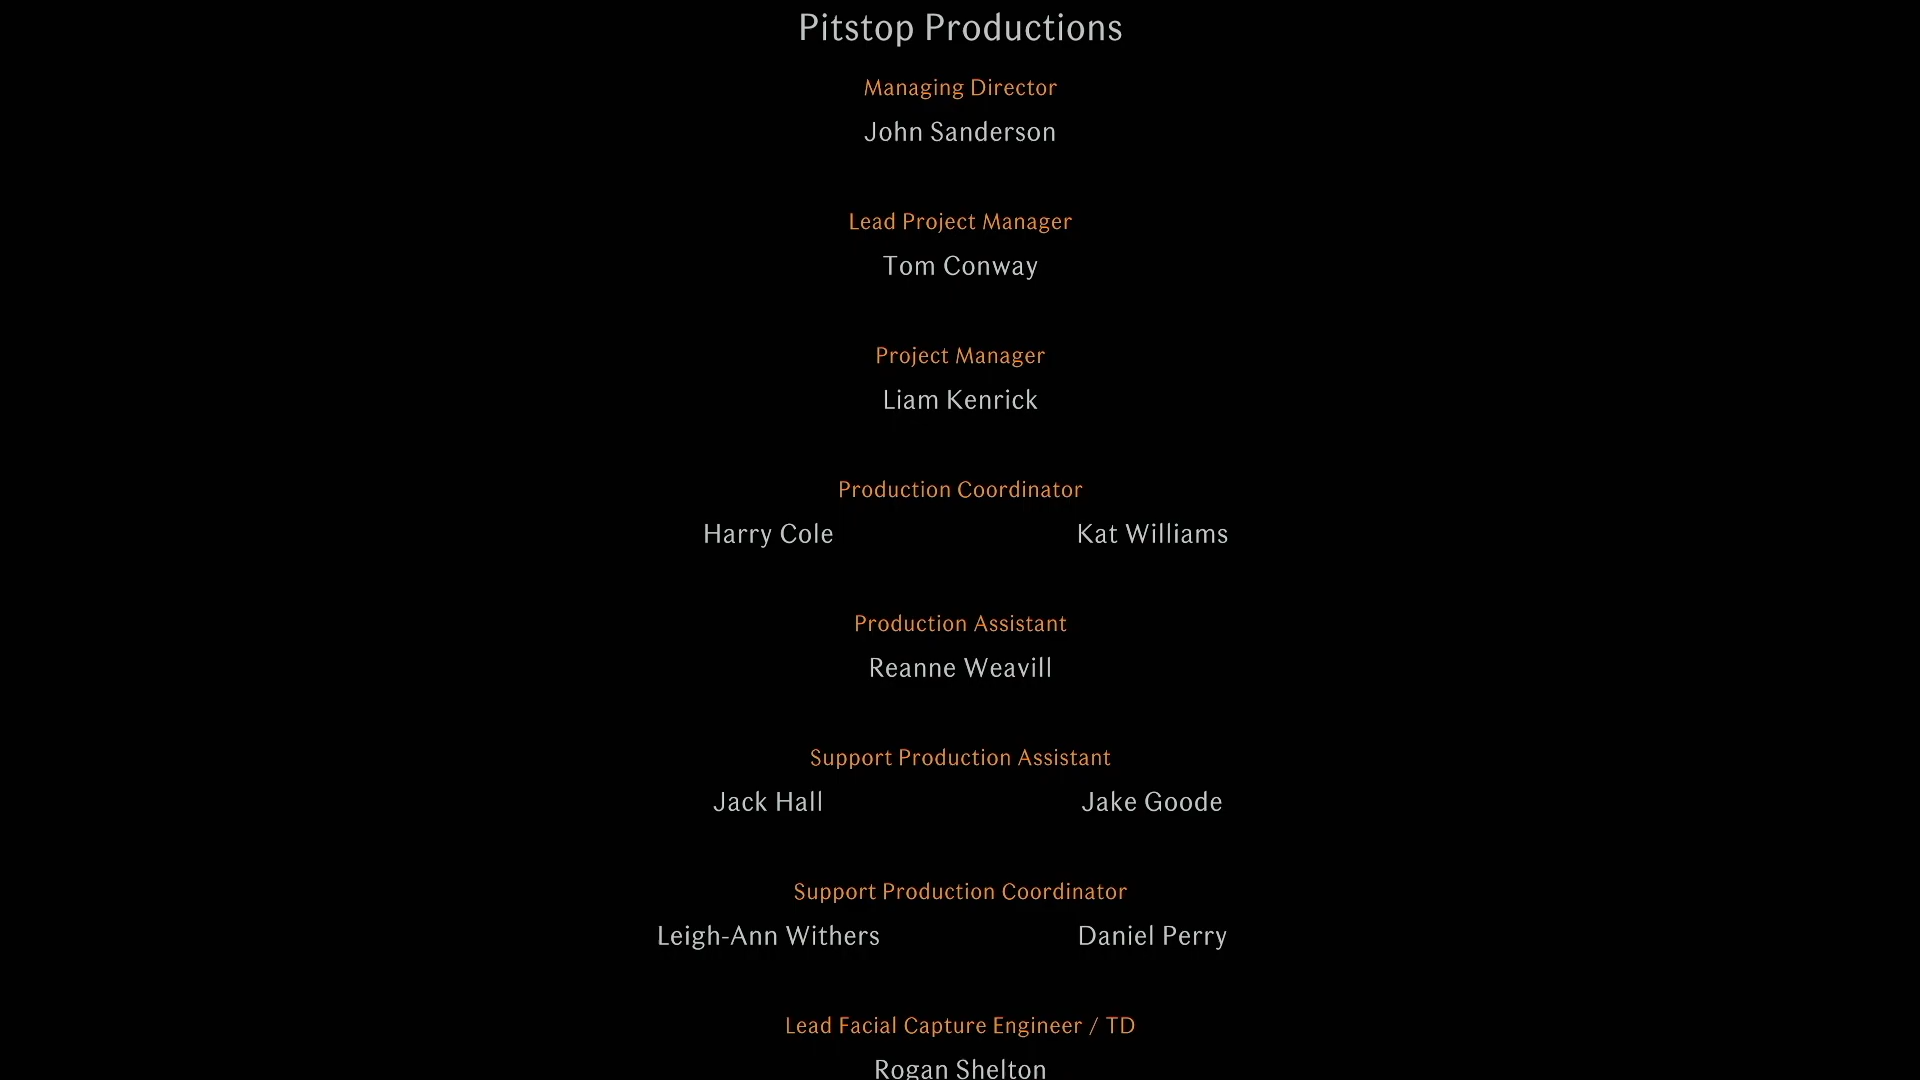 Pitstop Productions
Managing Director
John Sanderson
Lead Project Manager
Tom Conway
Project Manager
Liam Kenrick
Production Coordinator
Harry Cole Kat Williams
Production Assistant
Reanne Weavill
Support Production Assistant
Jack Hall Jake Goode
Support Production Coordinator
Leigh-Ann Withers Daniel Perry
Lead Facial Capture Engineer / TD
Rogan Shelton